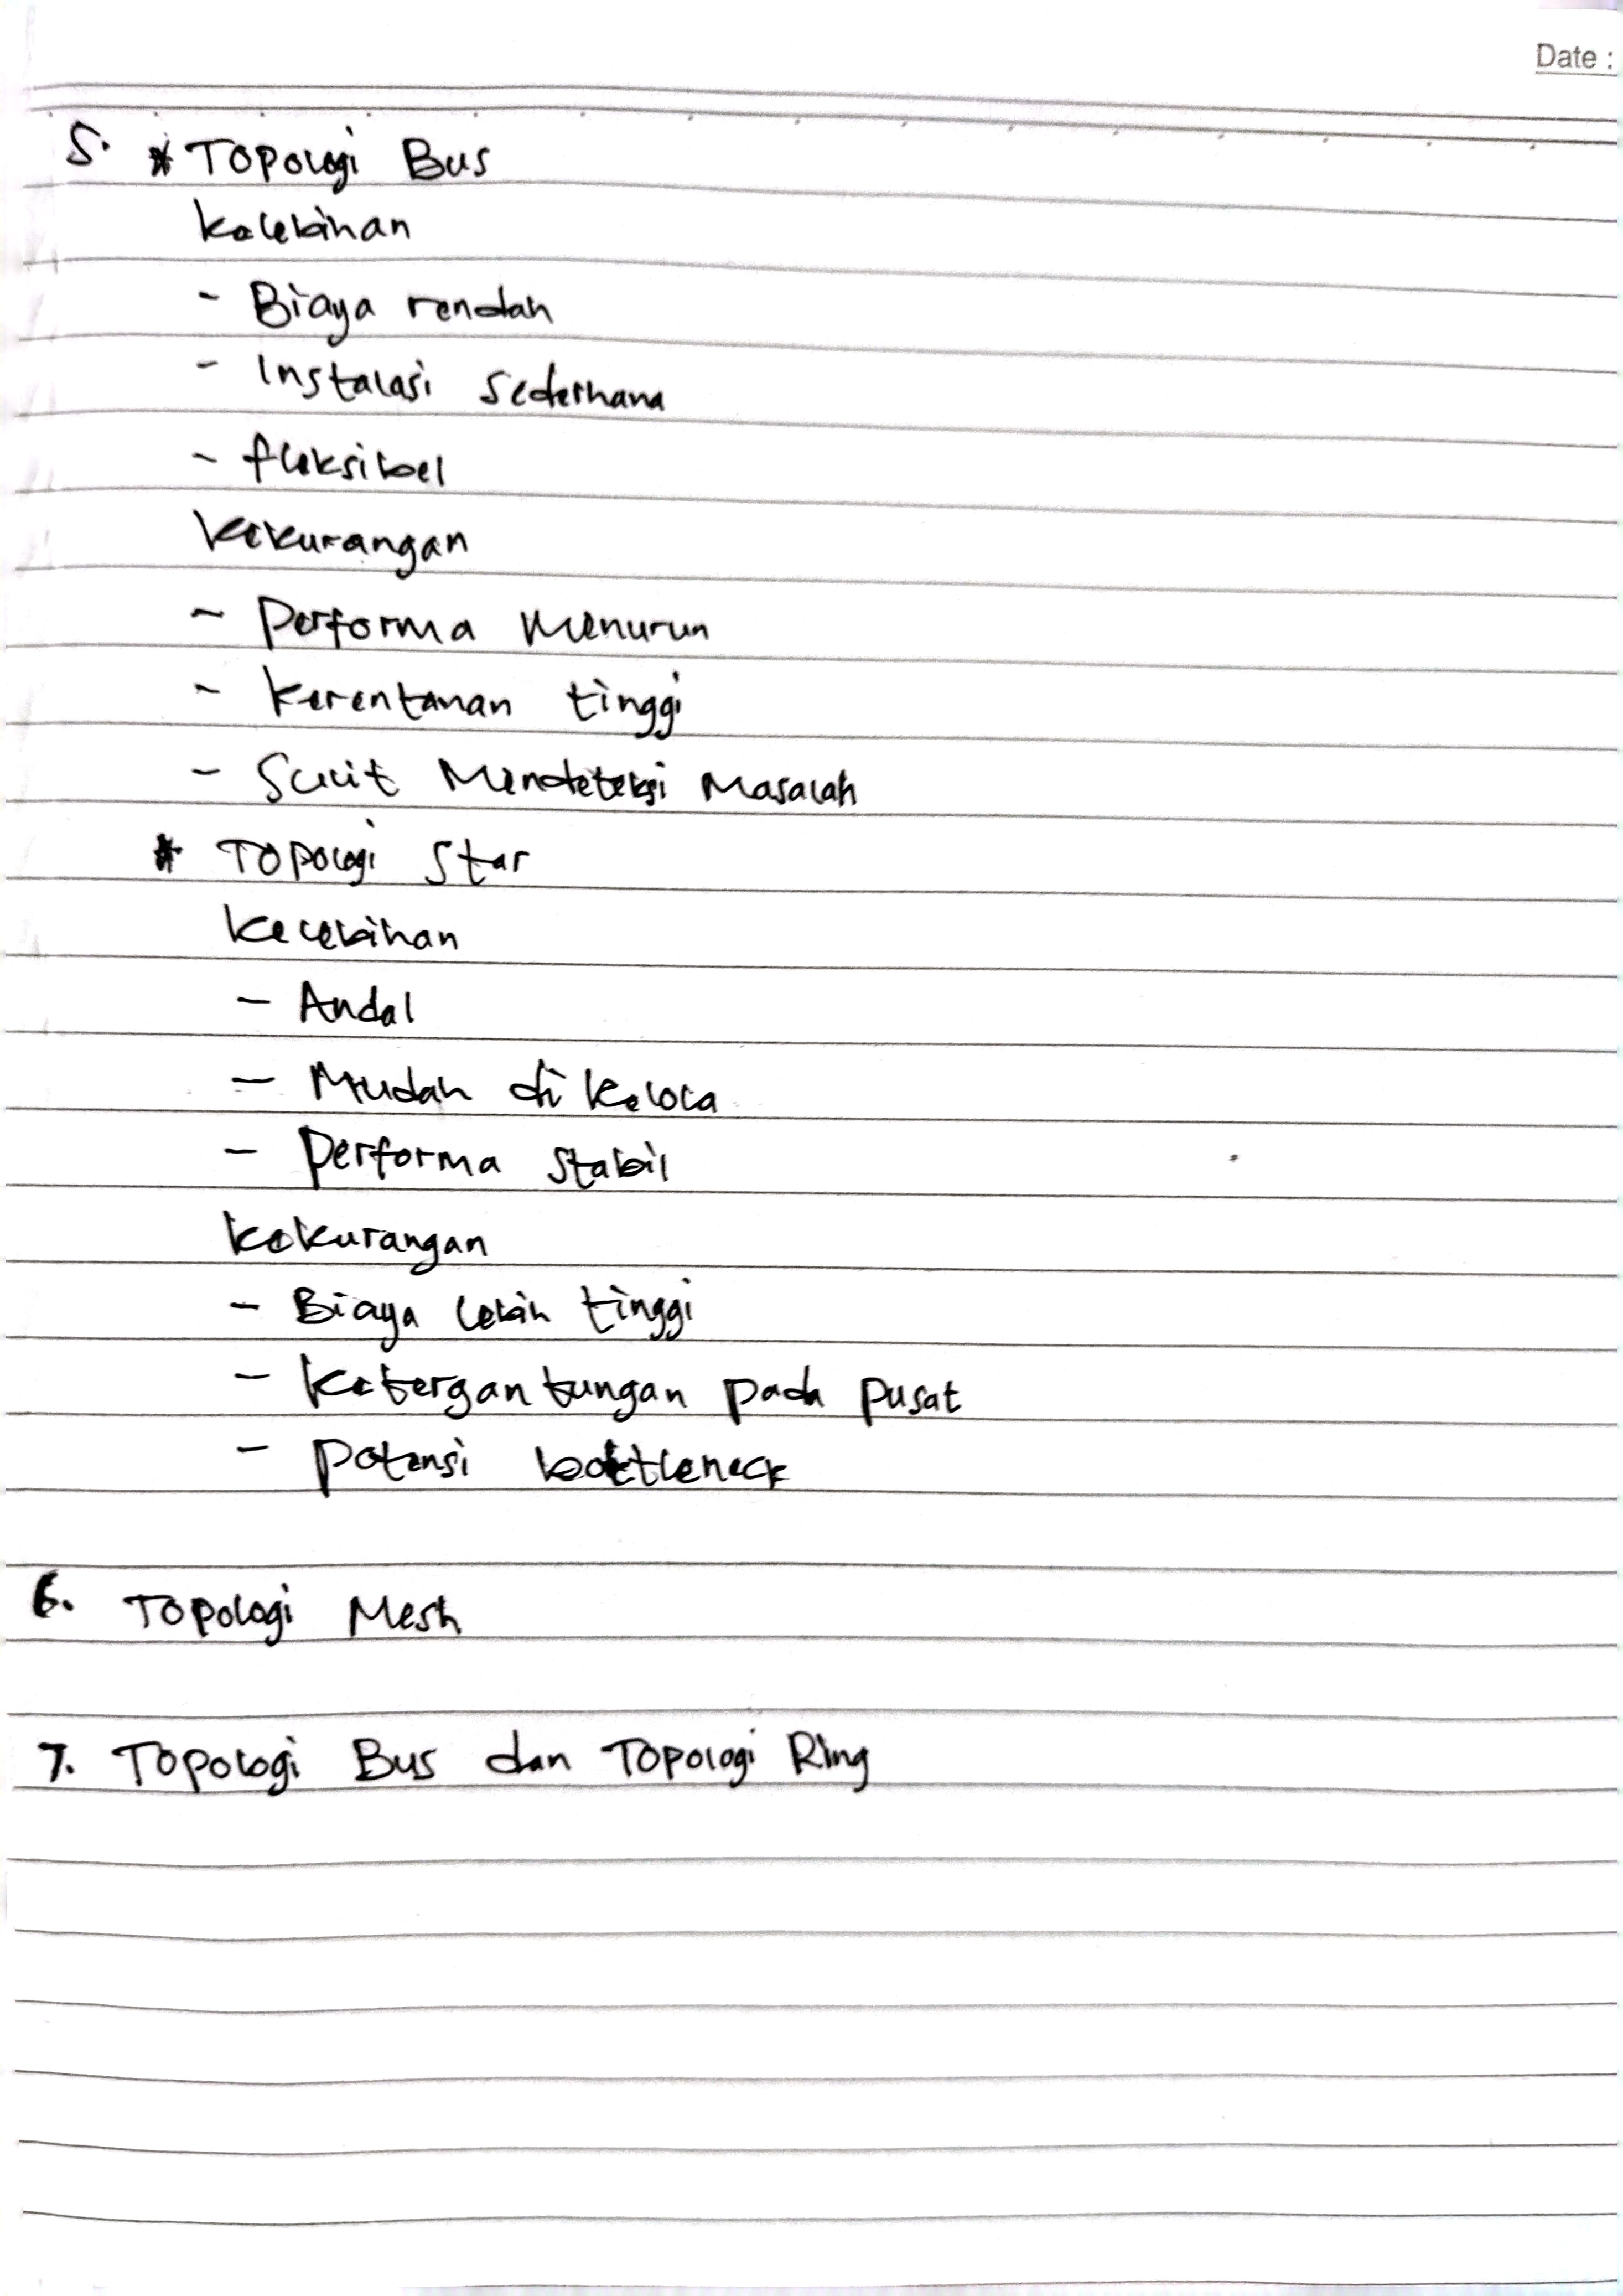 Date :
5. * Topologi Bus
Kelebihan
- Biaya rendah
- Instalasi Sederhana
- fleksibel
Kekurangan
- Performa Menurun
- Kerentanan tinggi
- Sulit Mendeteksi Masalah
* Topologi Star
Kelebihan
- Andal
- Mudah di kelola
- Performa Stabil
Kekurangan
- Biaya lebih tinggi
- Ketergantungan pada pusat
- Potensi bottleneck
6. Topologi Mesh
7. Topologi Bus dan Topologi Ring